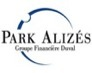 PARK ALIZÉS
Groupe Financière Duval